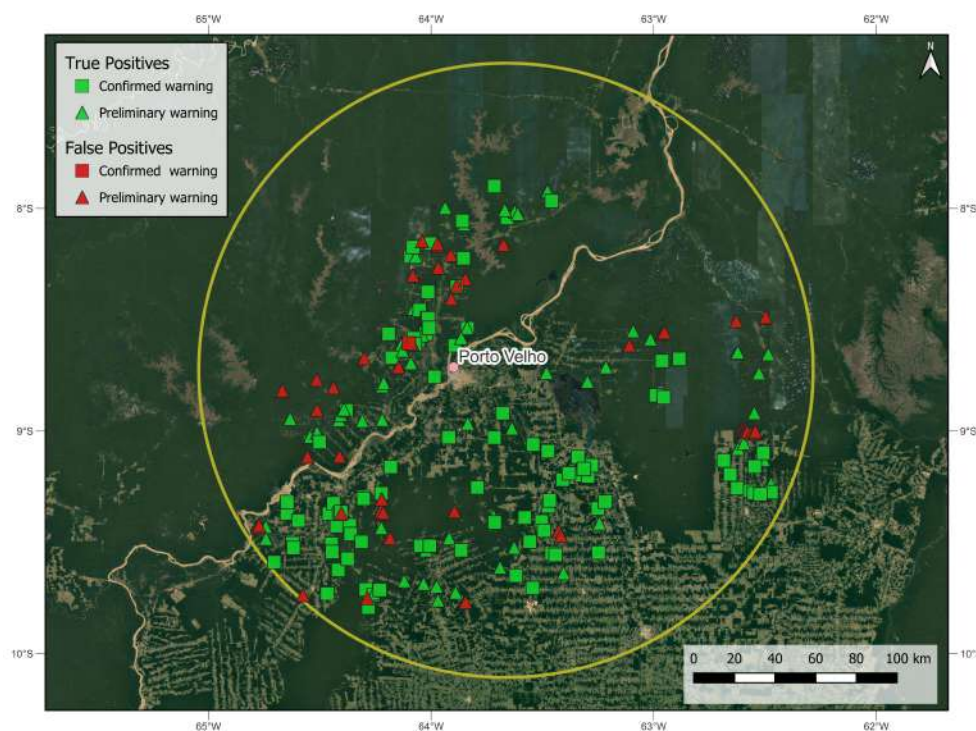 65°W 64°W 63°W 62°W
True Positives
Confirmed warning
Preliminary warning
False Positives
Confirmed warning
Preliminary warning
N
8°S 8°S
Porto Velho
9°S 9°S
10°S 10°S
0 20 40 60 80 100 km
65°W 64°W 63°W 62°W